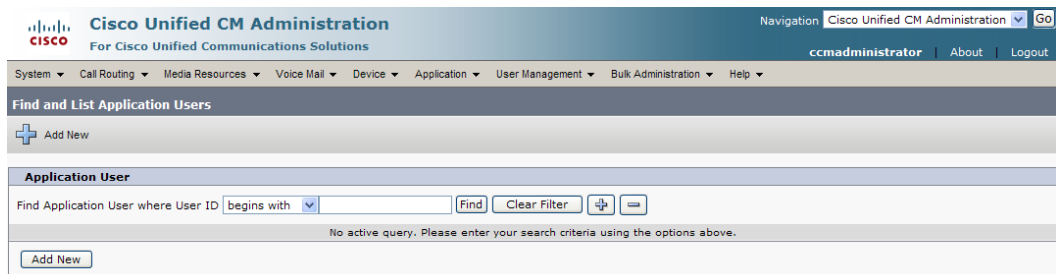 Cisco Unified CM Administration
Navigation Cisco Unified CM Administration Go
CISCO
For Cisco Unified Communications Solutions
ccmadministrator | About | Logout
System Call Routing Media Resources Voice Mail Device Application User Management Bulk Administration Help
Find and List Application Users
Add New
Application User
Find Application User where User ID begins with Find Clear Filter
No active query. Please enter your search criteria using the options above.
Add New